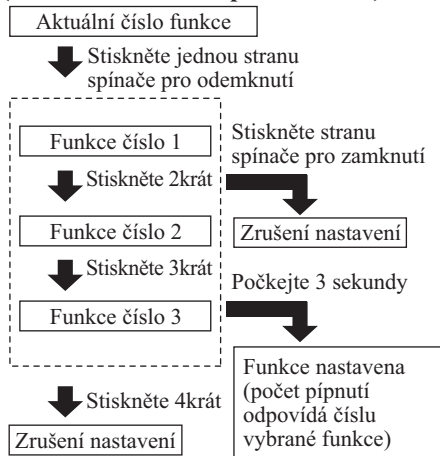 Aktuální číslo funkce
Stiskněte jednou stranu
spínače pro odemknutí
Funkce číslo 1
Stiskněte stranu
spínače pro zamknutí
Stiskněte 2krát
Funkce číslo 2
Zrušení nastavení
Stiskněte 3krát
Počkejte 3 sekundy
Funkce číslo 3
Funkce nastavena
(počet pípnutí
odpovídá číslu
vybrané funkce)
Stiskněte 4krát
Zrušení nastavení